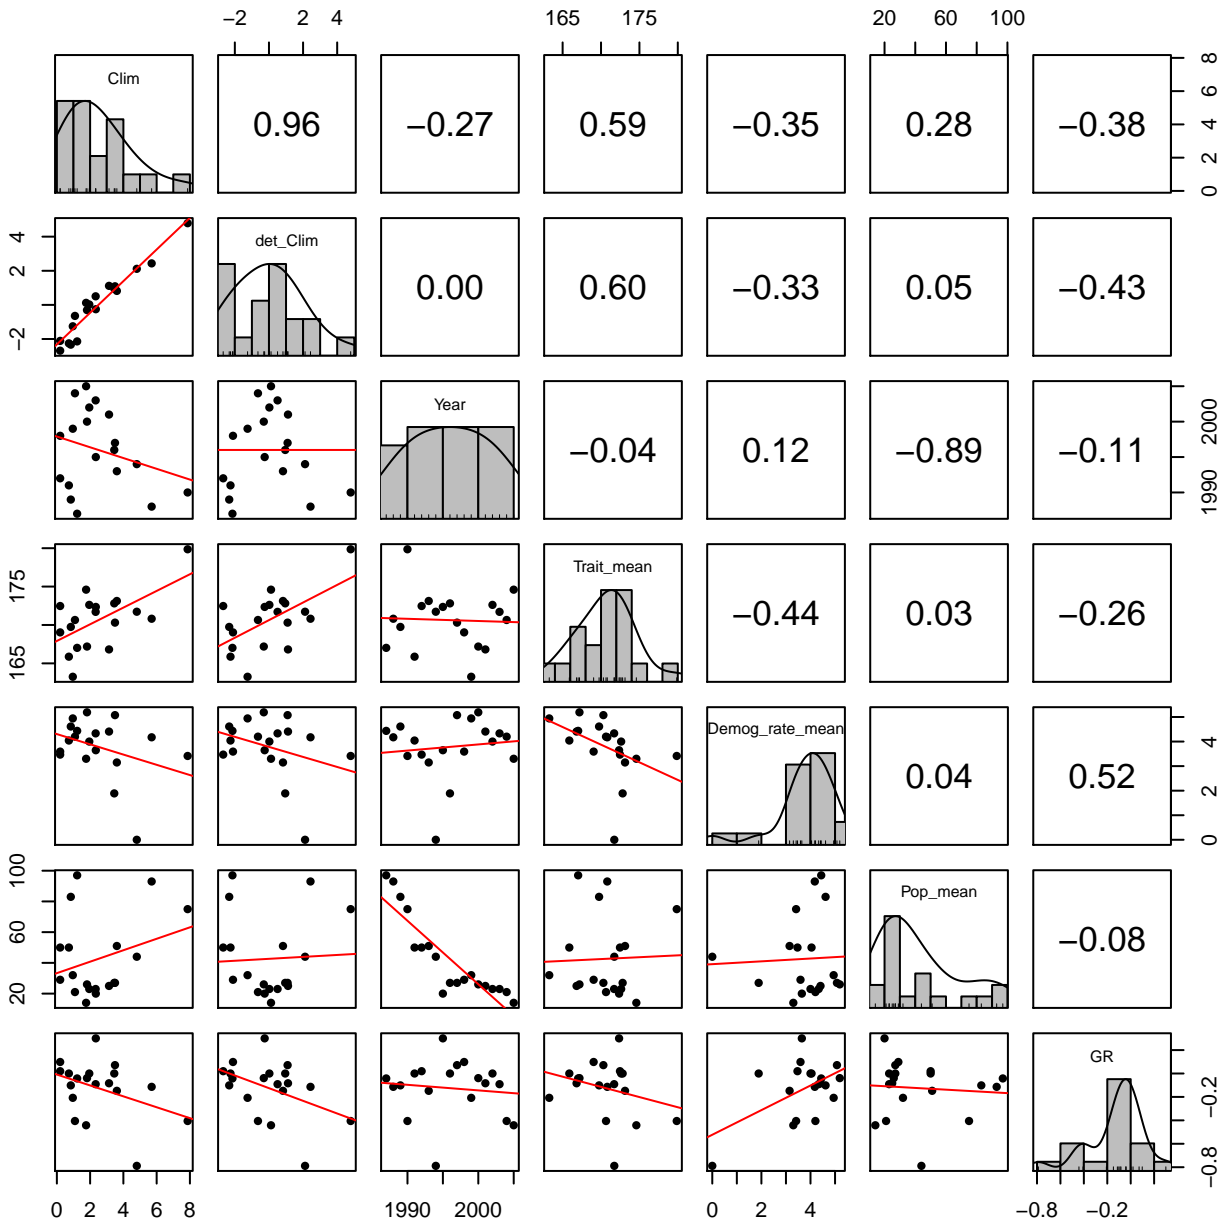 −2 2 4 165 175 20 60 100
Clim 0.96 −0.27 0.59 −0.35 0.28 −0.38 0 2 4 6 8
−2 2 4 det_Clim 0.00 0.60 −0.33 0.05 −0.43
Year −0.04 0.12 −0.89 −0.11 1990 2000
165 175 Trait_mean −0.44 0.03 −0.26
Demog_rate_mean 0.04 0.52 0 2 4
20 60 100 Pop_mean −0.08
GR −0.8 −0.2
0 2 4 6 8 1990 2000 0 2 4 −0.8 −0.2